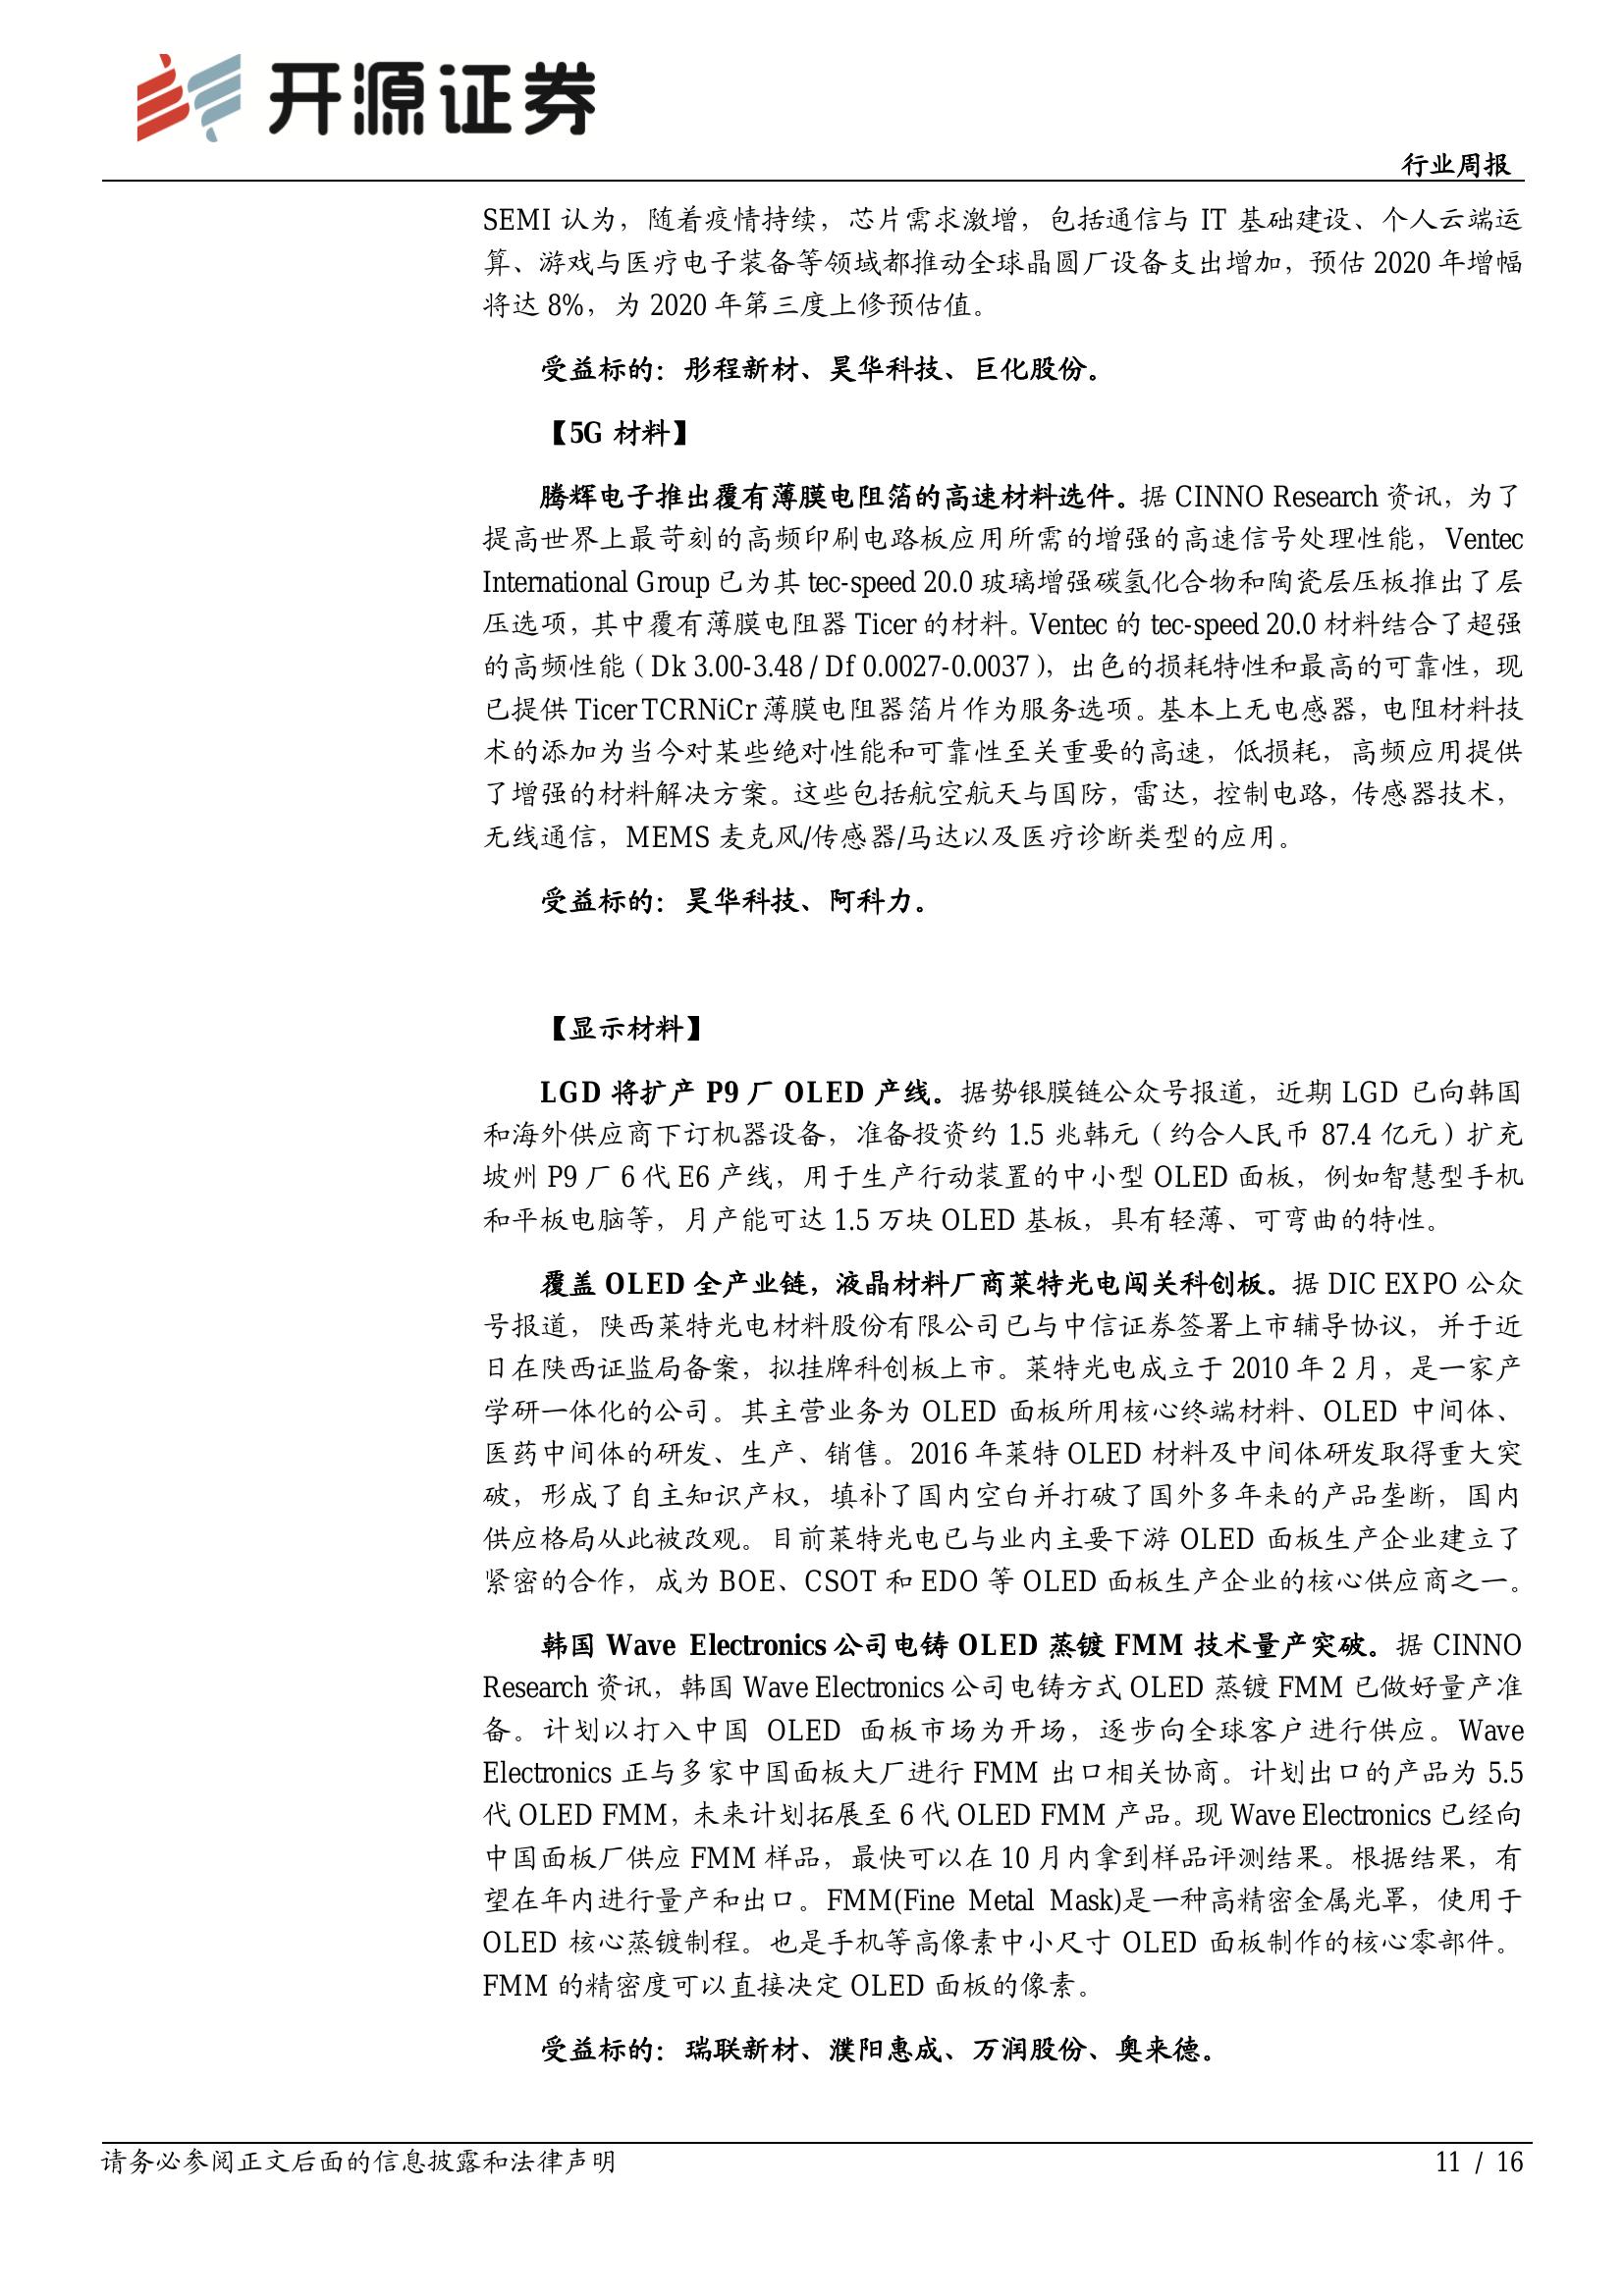 开源证券
行业周报
SEMI 认为，随着疫情持续，芯片需求激增，包括通信与 IT 基础建设、个人云端运
算、游戏与医疗电子装备等领域都推动全球晶圆厂设备支出增加，预估 2020 年增幅
将达 8%，为 2020 年第三度上修预估值。
受益标的：彤程新材、昊华科技、巨化股份。
【5G 材料】
腾辉电子推出覆有薄膜电阻箔的高速材料选件。据 CINNO Research 资讯，为了
提高世界上最苛刻的高频印刷电路板应用所需的增强的高速信号处理性能，Ventec
International Group 已为其 tec-speed 20.0 玻璃增强碳氢化合物和陶瓷层压板推出了层
压选项，其中覆有薄膜电阻器 Ticer 的材料。Ventec 的 tec-speed 20.0 材料结合了超强
的高频性能（Dk 3.00-3.48 / Df 0.0027-0.0037），出色的损耗特性和最高的可靠性，现
已提供 Ticer TCRNiCr 薄膜电阻器箔片作为服务选项。基本上无电感器，电阻材料技
术的添加为当今对某些绝对性能和可靠性至关重要的高速，低损耗，高频应用提供
了增强的材料解决方案。这些包括航空航天与国防，雷达，控制电路，传感器技术，
无线通信，MEMS 麦克风/传感器/马达以及医疗诊断类型的应用。
受益标的：昊华科技、阿科力。
【显示材料】
LGD 将扩产 P9 厂 OLED 产线。据势银膜链公众号报道，近期 LGD 已向韩国
和海外供应商下订机器设备，准备投资约 1.5 兆韩元（约合人民币 87.4 亿元）扩充
坡州 P9 厂 6 代 E6 产线，用于生产行动装置的中小型 OLED 面板，例如智慧型手机
和平板电脑等，月产能可达 1.5 万块 OLED 基板，具有轻薄、可弯曲的特性。
覆盖 OLED 全产业链，液晶材料厂商莱特光电闯关科创板。据 DIC EXPO 公众
号报道，陕西莱特光电材料股份有限公司已与中信证券签署上市辅导协议，并于近
日在陕西证监局备案，拟挂牌科创板上市。莱特光电成立于 2010 年 2 月，是一家产
学研一体化的公司。其主营业务为 OLED 面板所用核心终端材料、OLED 中间体、
医药中间体的研发、生产、销售。2016 年莱特 OLED 材料及中间体研发取得重大突
破，形成了自主知识产权，填补了国内空白并打破了国外多年来的产品垄断，国内
供应格局从此被改观。目前莱特光电已与业内主要下游 OLED 面板生产企业建立了
紧密的合作，成为 BOE、CSOT 和 EDO 等 OLED 面板生产企业的核心供应商之一。
韩国 Wave Electronics 公司电铸 OLED 蒸镀 FMM 技术量产突破。据 CINNO
Research 资讯，韩国 Wave Electronics 公司电铸方式 OLED 蒸镀 FMM 已做好量产准
备。计划以打入中国 OLED 面板市场为开场，逐步向全球客户进行供应。Wave
Electronics 正与多家中国面板大厂进行 FMM 出口相关协商。计划出口的产品为 5.5
代 OLED FMM，未来计划拓展至 6 代 OLED FMM 产品。现 Wave Electronics 已经向
中国面板厂供应 FMM 样品，最快可以在 10 月内拿到样品评测结果。根据结果，有
望在年内进行量产和出口。FMM(Fine Metal Mask)是一种高精密金属光罩，使用于
OLED 核心蒸镀制程。也是手机等高像素中小尺寸 OLED 面板制作的核心零部件。
FMM 的精密度可以直接决定 OLED 面板的像素。
受益标的：瑞联新材、濮阳惠成、万润股份、奥来德。
请务必参阅正文后面的信息披露和法律声明
11 / 16